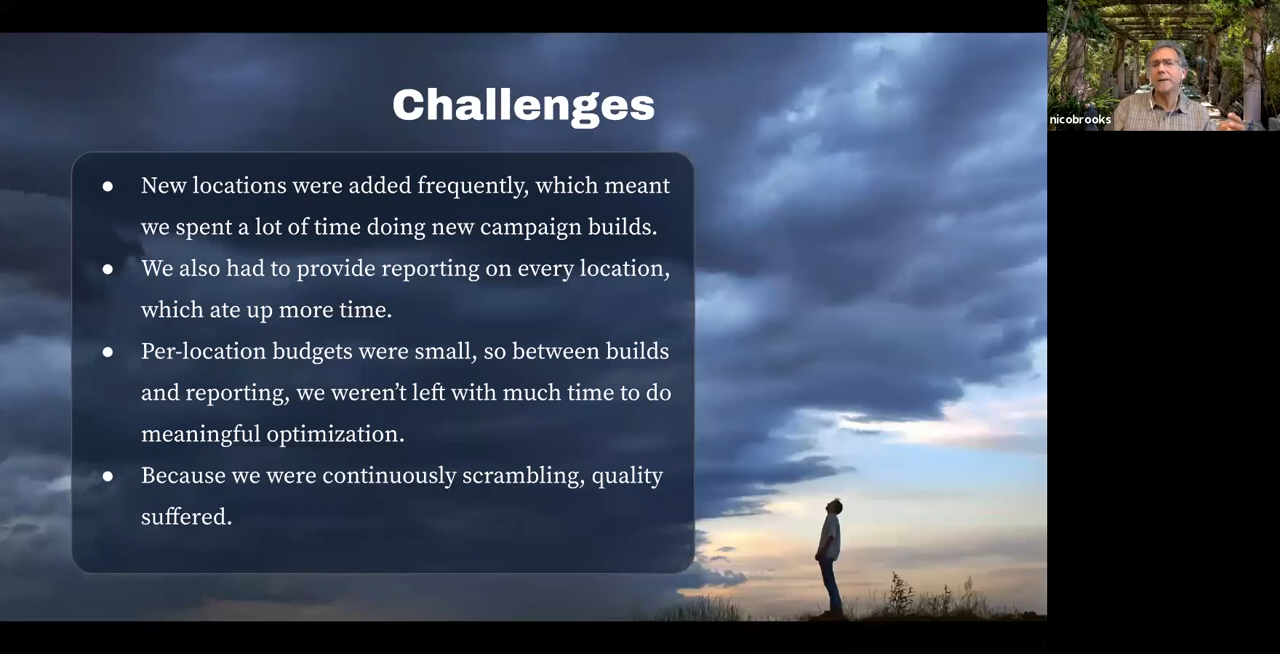 Challenges
● New locations were added frequently, which meant
we spent a lot of time doing new campaign builds.
● We also had to provide reporting on every location,
which ate up more time.
● Per-location budgets were small, so between builds
and reporting, we weren’t left with much time to do
meaningful optimization.
● Because we were continuously scrambling, quality
suffered.
nicobrooks